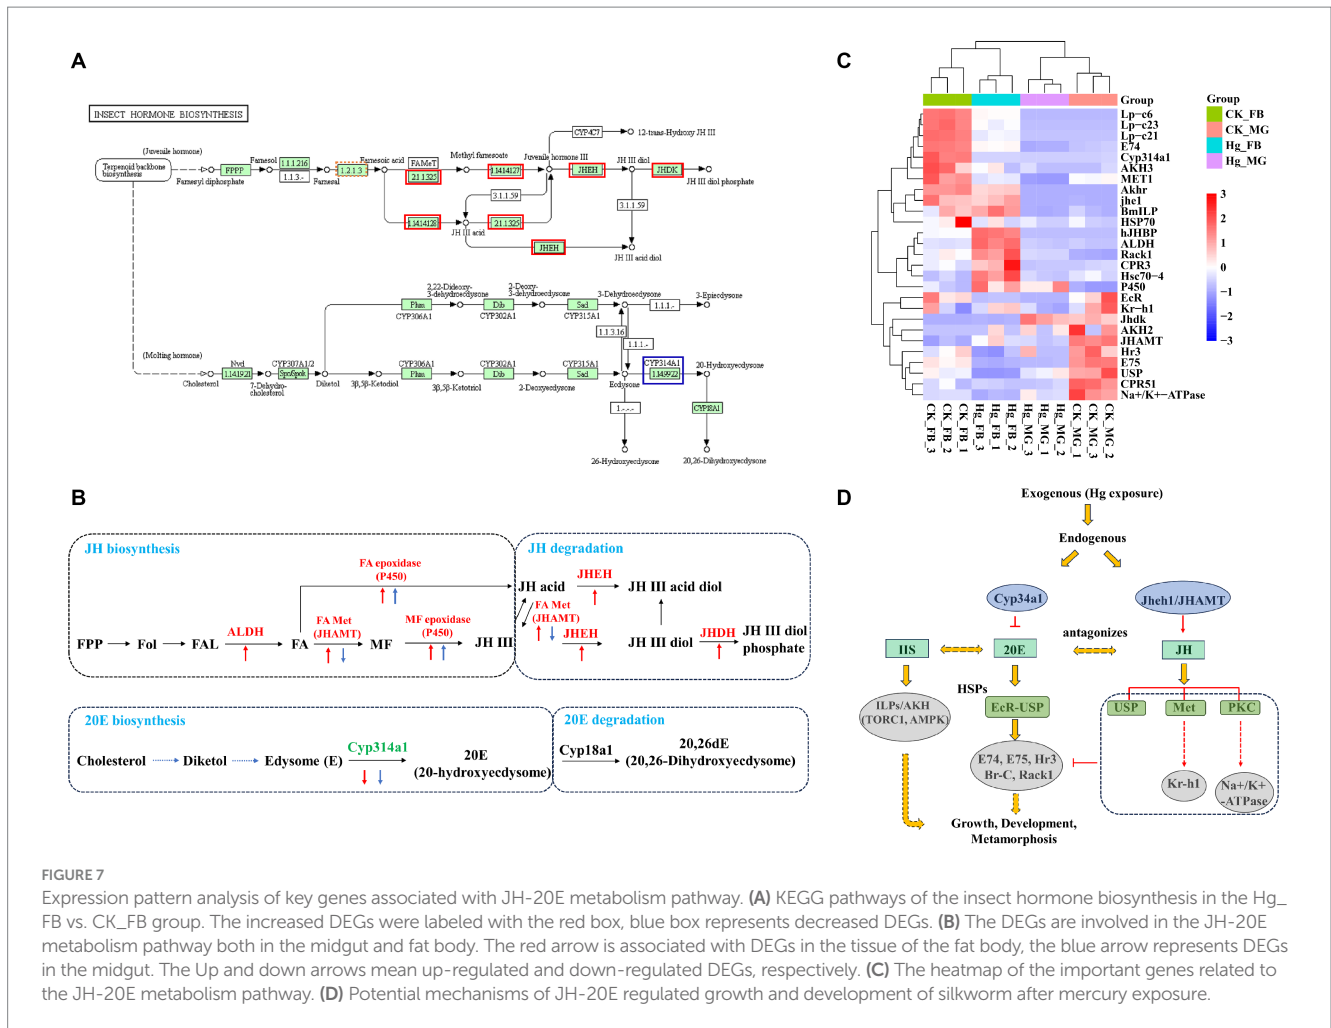 A
INSECT HORMONE BIOSYNTHESIS
(Juvenile hormone)
Terpenoid backbone
biosynthesis
FPPP
Farnesyl diphosphate
Farnesol
1.1.1.216
1.1.3.-
Farnesal
1.2.1.3
Farnesoic acid
FAMeT
2.1.1.325
Methyl farnesoate
1.14.14.127
Juvenile hormone III
CYP4C7
12-trans-Hydroxy JH III
JHEH
JH III diol
JHDK
JH III diol phosphate
3.1.1.59
3.1.1.59
1.14.14.128
JH III acid
2.1.1.325
JHEH
JH III acid diol
2,22-Dideoxy-
3-dehydroecdysone
2-Deoxy-
3-dehydroecdysone
3-Dehydroecdysone
3-Epiecdysone
Phm
CYP306A1
Dib
CYP302A1
Sad
CYP315A1
1.1.1.-
1.1.3.16
1.1.1.-
(Molting hormone)
Cholesterol
Nvd
1.14.19.21
7-Dehydro-
cholesterol
CYP307A1/2
Spo/Spok
Diketol
3β,5β-Ketodiol
CYP306A1
Phm
3β,5β-Ketotriol
CYP302A1
Dib
2-Deoxyecdysone
CYP315A1
Sad
Ecdysone
CYP314A1
1.14.99.22
20-Hydroxyecdysone
1.-.-.-
CYP18A1
26-Hydroxyecdysone
20,26-Dihydroxyecdysone
C
Group
Lp−c6
Lp−c23
Lp−c21
E74
Cyp314a1
AKH3
MET1
Akhr
jhe1
BmILP
HSP70
hJHBP
ALDH
Rack1
CPR3
Hsc70−4
P450
EcR
Kr−h1
Jhdk
AKH2
JHAMT
Hr3
E75
USP
CPR51
Na+/K+−ATPase
CK_FB_3
CK_FB_2
CK_FB_1
Hg_FB_3
Hg_FB_1
Hg_FB_2
Hg_MG_3
Hg_MG_1
Hg_MG_2
CK_MG_1
CK_MG_3
CK_MG_2
Group
CK_FB
CK_MG
Hg_FB
Hg_MG
3
2
1
0
−1
−2
−3
B
JH biosynthesis
FA epoxidase
(P450)
FPP
Fol
FAL
ALDH
FA
FA Met
(JHAMT)
MF
MF epoxidase
(P450)
JH III
JH degradation
JH acid
JHEH
JH III acid diol
FA Met
(JHAMT)
JHEH
JH III diol
JHDH
JH III diol
phosphate
20E biosynthesis
Cholesterol
Diketol
Edysome (E)
Cyp314a1
20E
(20-hydroxyecdysome)
20E degradation
Cyp18a1
20,26dE
(20,26-Dihydroxyecdysome)
D
Exogenous (Hg exposure)
Endogenous
Cyp34a1
Jheh1/JHAMT
IIS
20E
antagonizes
JH
HSPs
ILPs/AKH
(TORC1, AMPK)
EcR-USP
USP
Met
PKC
E74, E75, Hr3
Br-C, Rack1
Kr-h1
Na+/K+
-ATPase
Growth, Development,
Metamorphosis
FIGURE 7
Expression pattern analysis of key genes associated with JH-20E metabolism pathway. (A) KEGG pathways of the insect hormone biosynthesis in the Hg_
FB vs. CK_FB group. The increased DEGs were labeled with the red box, blue box represents decreased DEGs. (B) The DEGs are involved in the JH-20E
metabolism pathway both in the midgut and fat body. The red arrow is associated with DEGs in the tissue of the fat body, the blue arrow represents DEGs
in the midgut. The Up and down arrows mean up-regulated and down-regulated DEGs, respectively. (C) The heatmap of the important genes related to
the JH-20E metabolism pathway. (D) Potential mechanisms of JH-20E regulated growth and development of silkworm after mercury exposure.